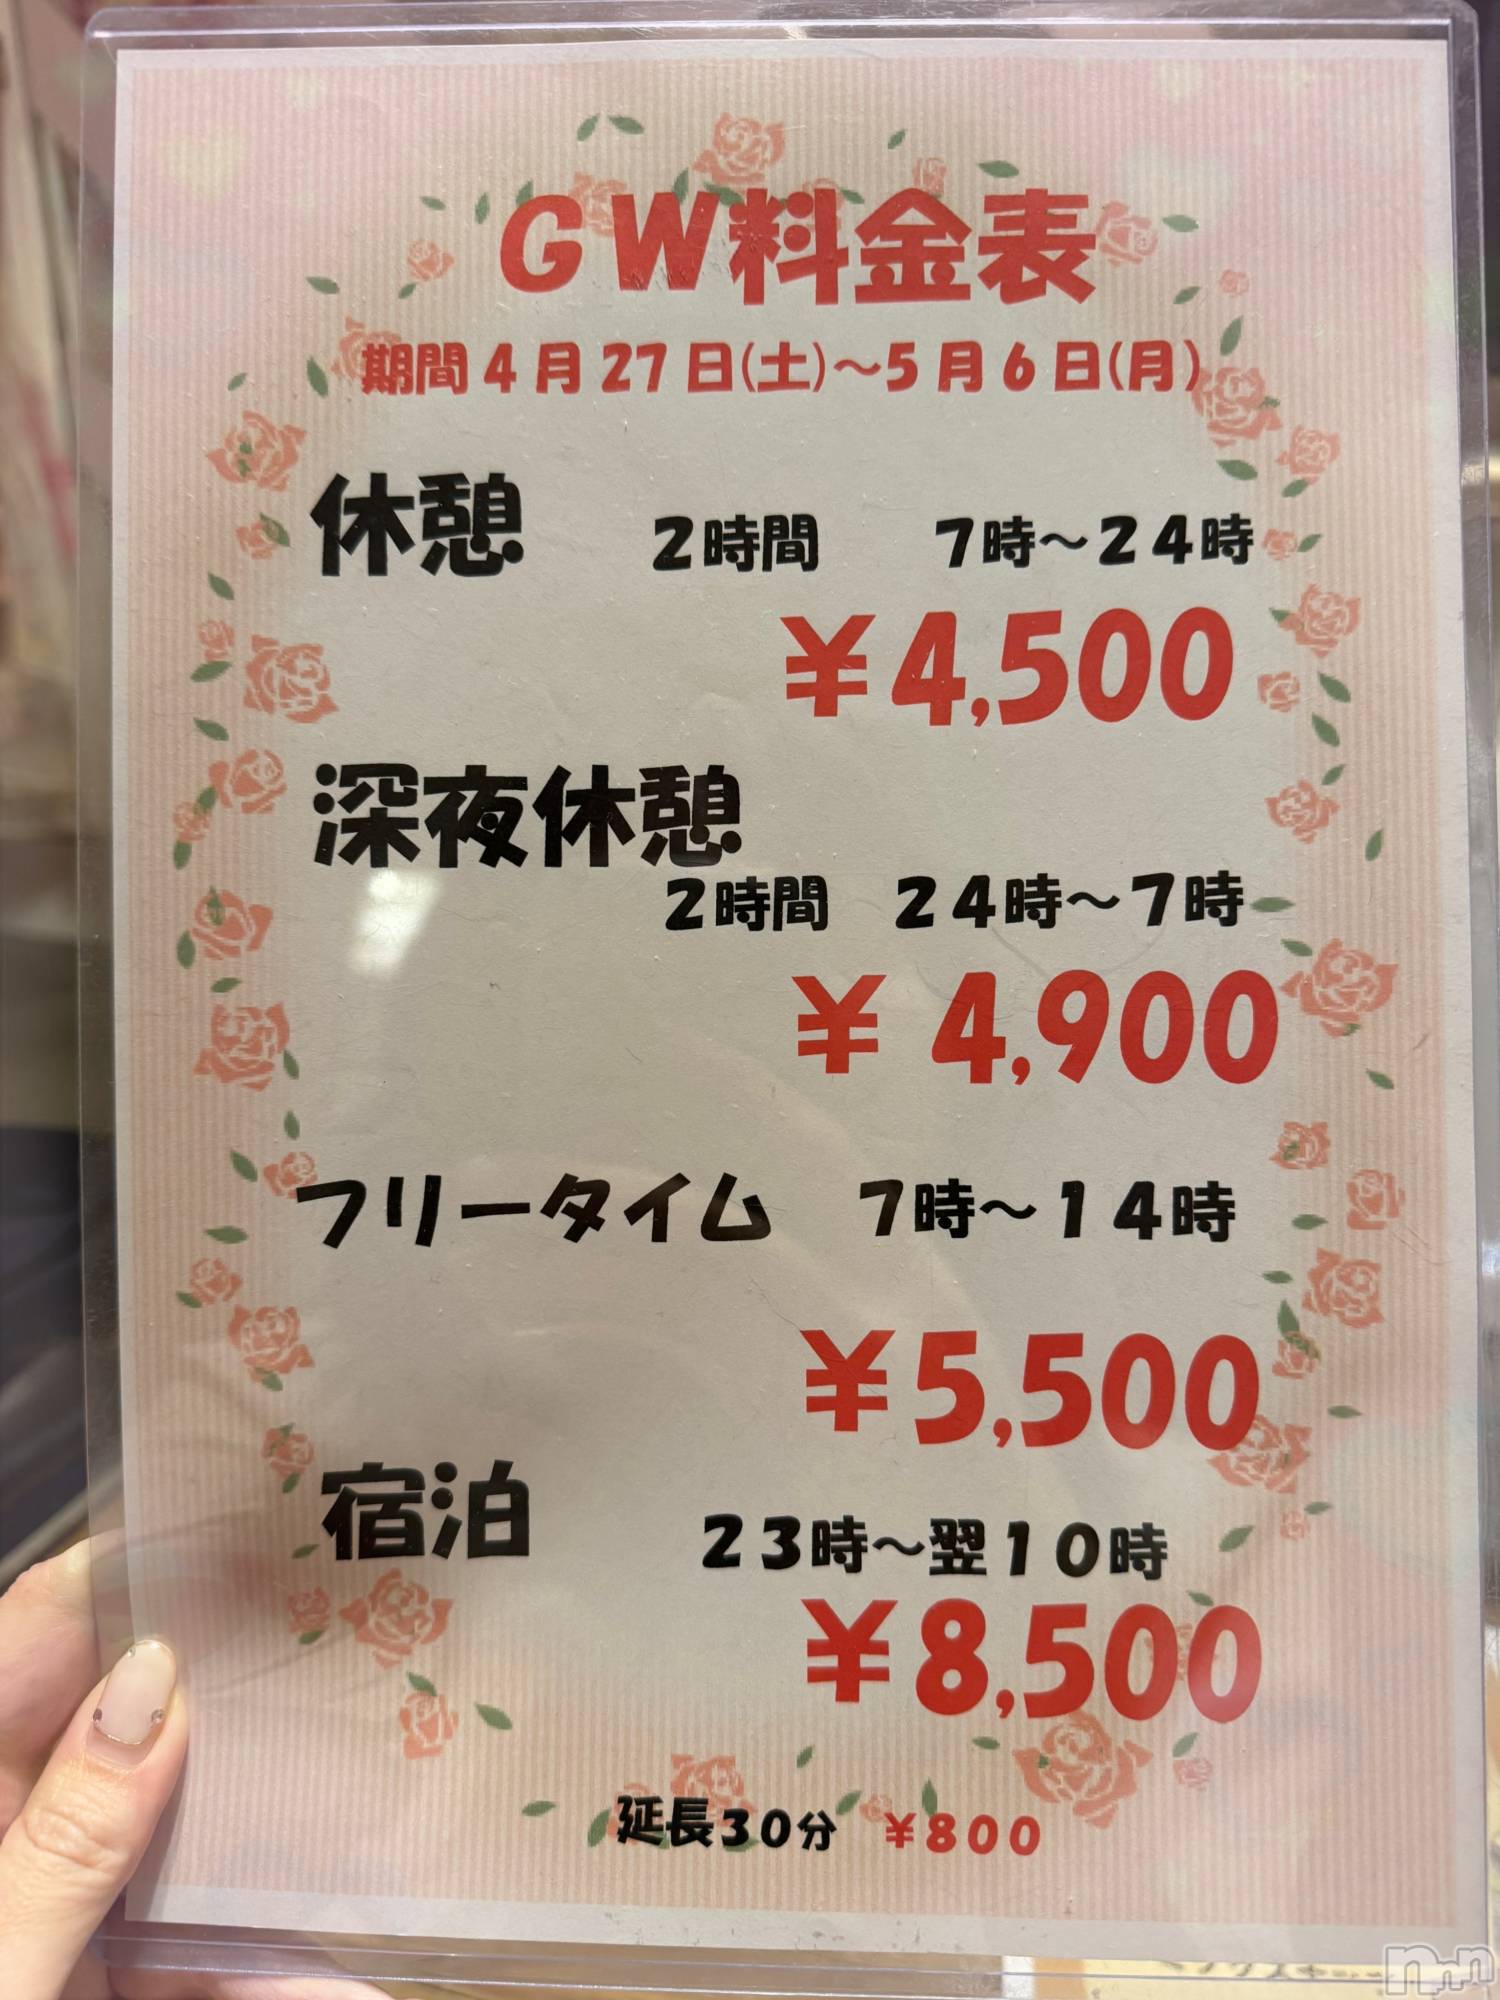 GW料金表
期間4月27日(土)～5月6日(月)
休憩 2時間 7時～24時
￥4,500
深夜休憩
2時間 24時～7時
￥4,900
フリータイム 7時～14時
￥5,500
宿泊 23時～翌10時
￥8,500
延長30分 ￥800